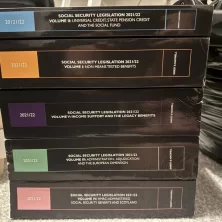 2021/22
SOCIAL SECURITY LEGISLATION 2021/22
VOLUME II: UNIVERSAL CREDIT, STATE PENSION CREDIT
AND THE SOCIAL FUND
2021/22
SOCIAL SECURITY LEGISLATION 2021/22
VOLUME I: NON MEANS TESTED BENEFITS
2021/22
SOCIAL SECURITY LEGISLATION 2021/22
VOLUME V: INCOME SUPPORT AND THE LEGACY BENEFITS
2021/22
SOCIAL SECURITY LEGISLATION 2021/22
VOLUME III: ADMINISTRATION, ADJUDICATION
AND THE EUROPEAN DIMENSION
2021/22
SOCIAL SECURITY LEGISLATION 2021/22
VOLUME IV: HMRC-ADMINISTERED
SOCIAL SECURITY BENEFITS AND SCOTLAND